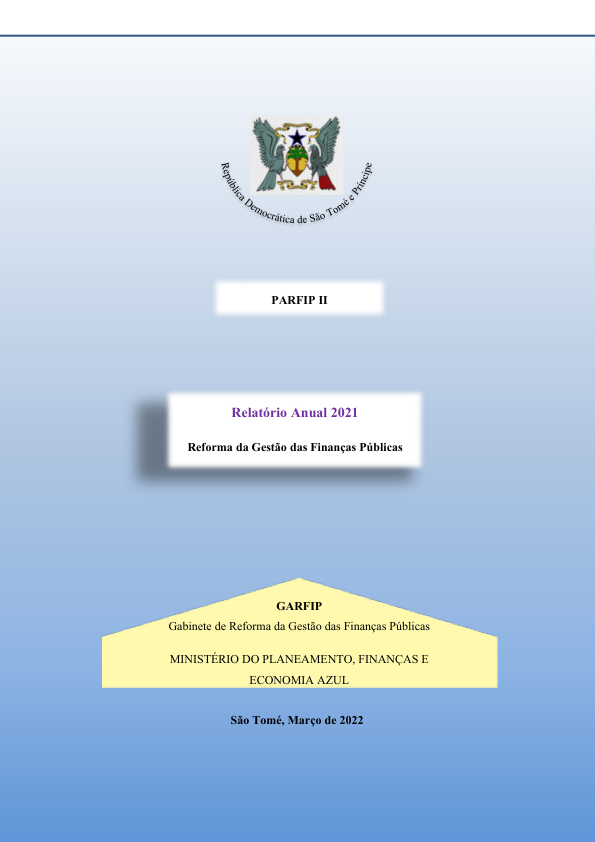 República Democrática de São Tomé e Príncipe
PARFIP II
Relatório Anual 2021
Reforma da Gestão das Finanças Públicas
GARFIP
Gabinete de Reforma da Gestão das Finanças Públicas
MINISTÉRIO DO PLANEAMENTO, FINANÇAS E
ECONOMIA AZUL
São Tomé, Março de 2022